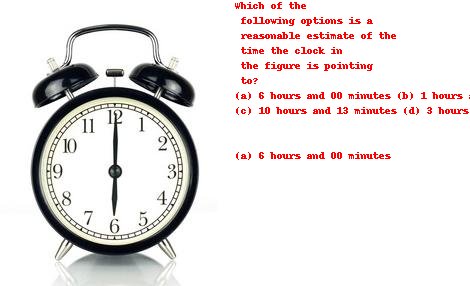 Which of the
following options is a
reasonable estimate of the
time the clock in
the figure is pointing
to?
(a) 6 hours and 00 minutes (b) 1 hours
(c) 10 hours and 13 minutes (d) 3 hours
(a) 6 hours and 00 minutes
12
1
2
3
4
5
6
7
8
9
10
11